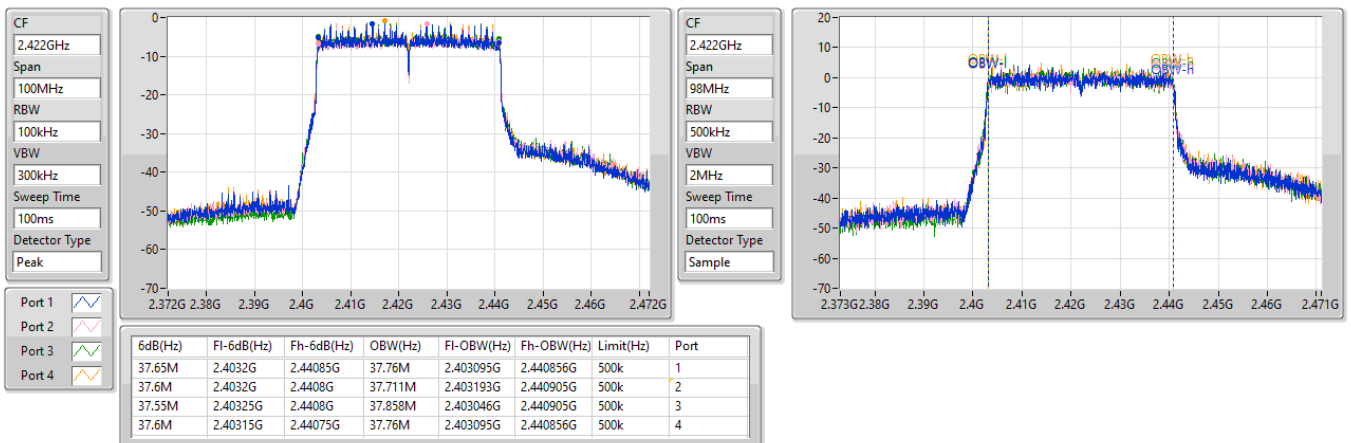 CF
2.422GHz
Span
100MHz
RBW
100kHz
VBW
300kHz
Sweep Time
100ms
Detector Type
Peak
0-
-10-
-20-
-30-
-40-
-50-
-60-
-70-
2.372G 2.38G 2.39G 2.4G 2.41G 2.42G 2.43G 2.44G 2.45G 2.46G 2.472G
CF
2.422GHz
Span
98MHz
RBW
500kHz
VBW
2MHz
Sweep Time
100ms
Detector Type
Sample
20-
10-
0-
-10-
-20-
-30-
-40-
-50-
-60-
-70-
OBW-l
OBW-h
OBW-h
2.373G 2.38G 2.39G 2.4G 2.41G 2.42G 2.43G 2.44G 2.45G 2.46G 2.471G
Port 1
Port 2
Port 3
Port 4
6dB(Hz) Fl-6dB(Hz) Fh-6dB(Hz) OBW(Hz) Fl-OBW(Hz) Fh-OBW(Hz) Limit(Hz) Port
37.65M 2.4032G 2.44085G 37.76M 2.403095G 2.440856G 500k 1
37.6M 2.4032G 2.4408G 37.711M 2.403193G 2.440905G 500k 2
37.55M 2.40325G 2.4408G 37.858M 2.403046G 2.440905G 500k 3
37.6M 2.40315G 2.44075G 37.76M 2.403095G 2.440856G 500k 4